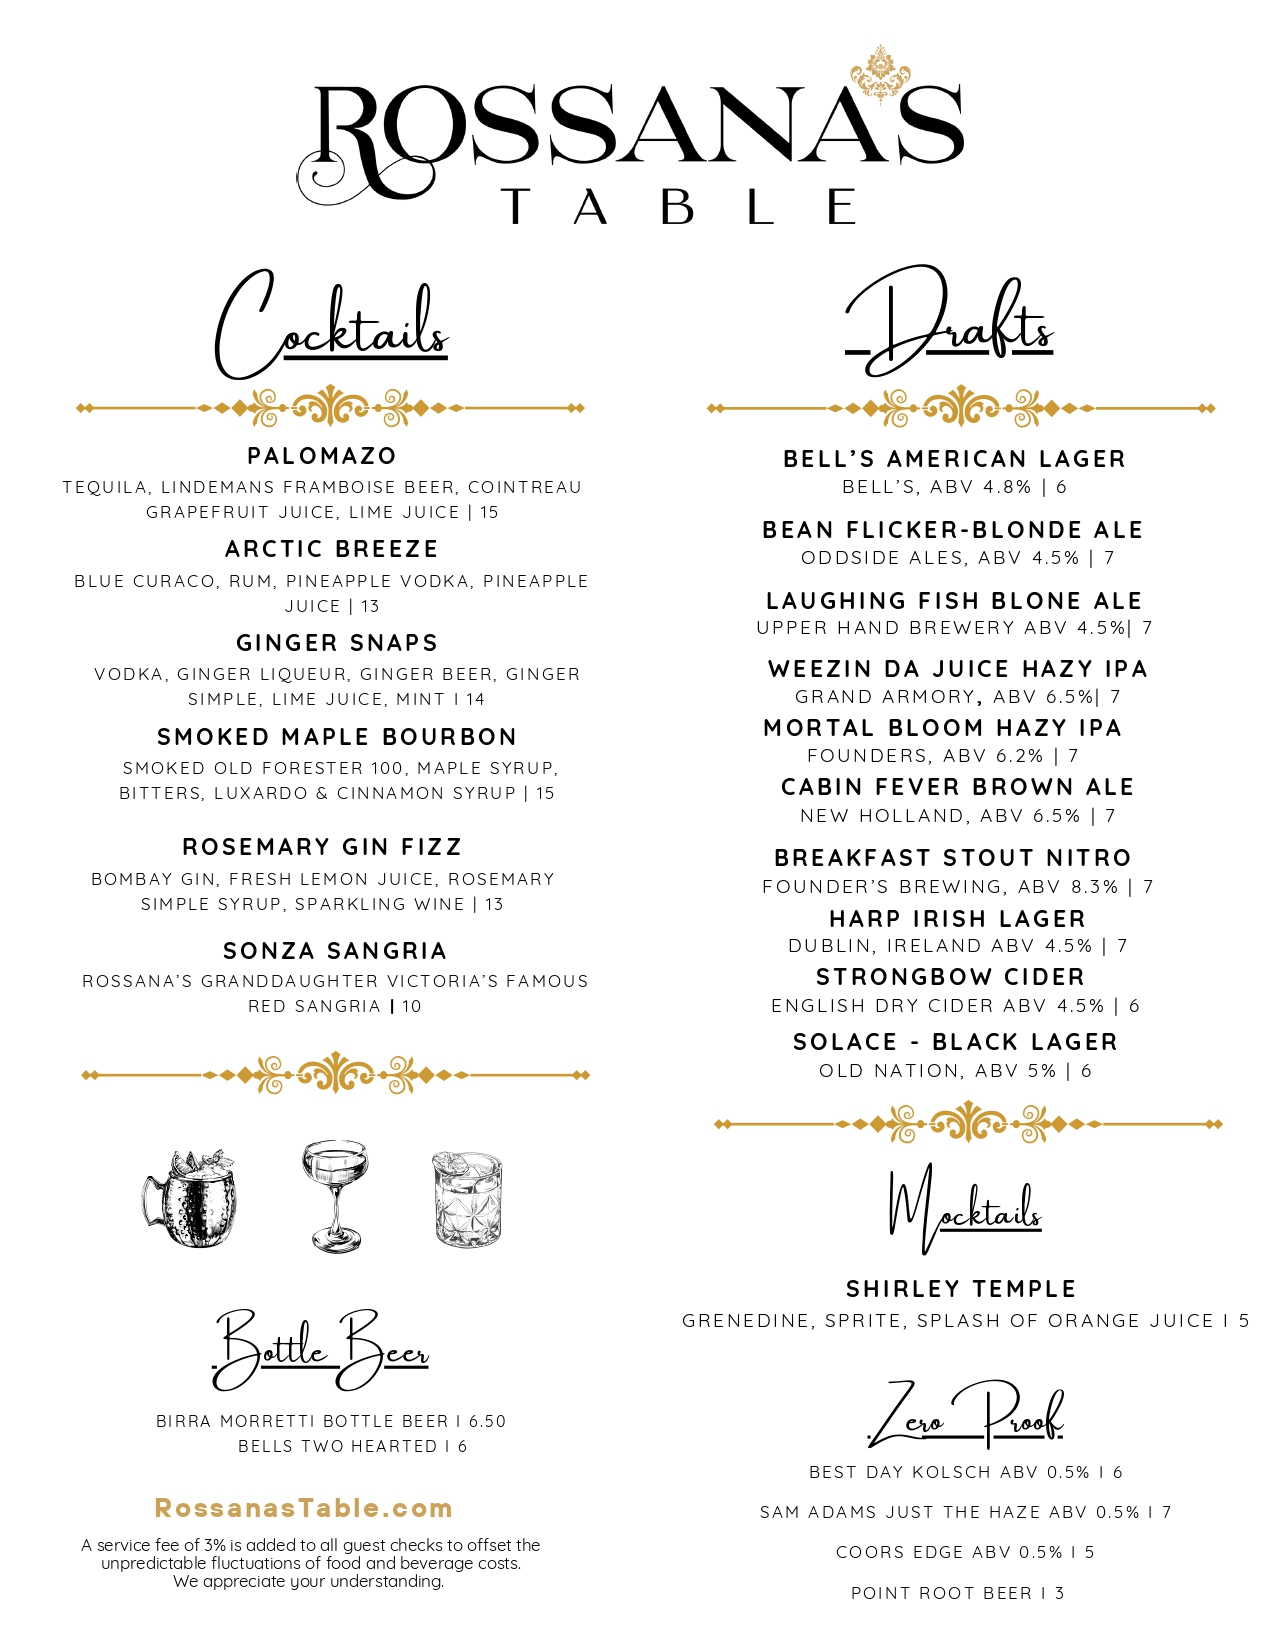 ROSSANA'S
TABLE
Cocktails
PALOMAZO
TEQUILA, LINDEMANS FRAMBOISE BEER, COINTREAU
GRAPEFRUIT JUICE, LIME JUICE | 15
ARCTIC BREEZE
BLUE CURACO, RUM, PINEAPPLE VODKA, PINEAPPLE
JUICE | 13
GINGER SNAPS
VODKA, GINGER LIQUEUR, GINGER BEER, GINGER
SIMPLE, LIME JUICE, MINT I 14
SMOKED MAPLE BOURBON
SMOKED OLD FORESTER 100, MAPLE SYRUP,
BITTERS, LUXARDO & CINNAMON SYRUP | 15
ROSEMARY GIN FIZZ
BOMBAY GIN, FRESH LEMON JUICE, ROSEMARY
SIMPLE SYRUP, SPARKLING WINE | 13
SONZA SANGRIA
ROSSANA'S GRANDDAUGHTER VICTORIA'S FAMOUS
RED SANGRIA | 10
Bottle Beer
BIRRA MORRETTI BOTTLE BEER I 6.50
BELLS TWO HEARTED I 6
RossanasTable.com
A service fee of 3% is added to all guest checks to offset the
unpredictable fluctuations of food and beverage costs.
We appreciate your understanding.
Drafts
BELL'S AMERICAN LAGER
BELL'S, ABV 4.8% | 6
BEAN FLICKER-BLONDE ALE
ODDSIDE ALES, ABV 4.5% | 7
LAUGHING FISH BLONE ALE
UPPER HAND BREWERY ABV 4.5%| 7
WEEZIN DA JUICE HAZY IPA
GRAND ARMORY, ABV 6.5%| 7
MORTAL BLOOM HAZY IPA
FOUNDERS, ABV 6.2% | 7
CABIN FEVER BROWN ALE
NEW HOLLAND, ABV 6.5% | 7
BREAKFAST STOUT NITRO
FOUNDER'S BREWING, ABV 8.3% | 7
HARP IRISH LAGER
DUBLIN, IRELAND ABV 4.5% | 7
STRONGBOW CIDER
ENGLISH DRY CIDER ABV 4.5% | 6
SOLACE - BLACK LAGER
OLD NATION, ABV 5% | 6
Mocktails
SHIRLEY TEMPLE
GRENEDINE, SPRITE, SPLASH OF ORANGE JUICE I 5
Zero Proof
BEST DAY KOLSCH ABV 0.5% I 6
SAM ADAMS JUST THE HAZE ABV 0.5% I 7
COORS EDGE ABV 0.5% I 5
POINT ROOT BEER I 3